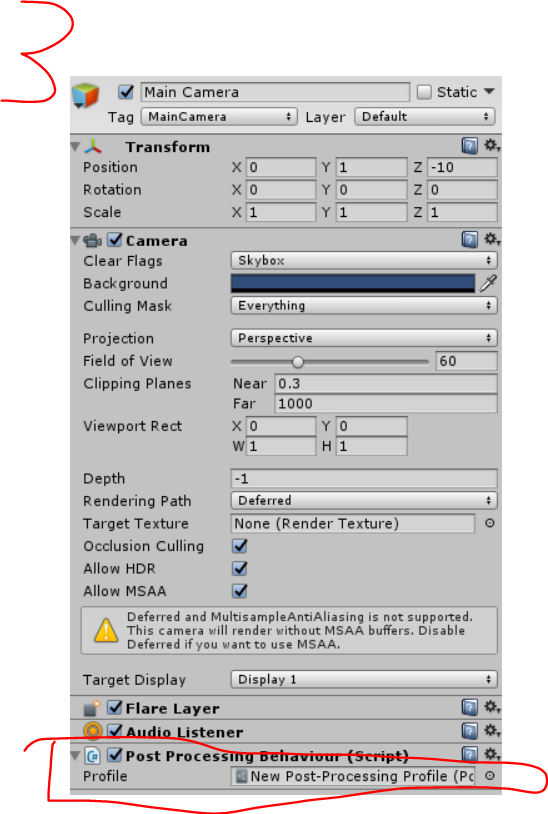 3
Main Camera Static
Tag MainCamera Layer Default
Transform
Position X 0 Y 1 Z -10
Rotation X 0 Y 0 Z 0
Scale X 1 Y 1 Z 1
Camera
Clear Flags Skybox
Background
Culling Mask Everything
Projection Perspective
Field of View 60
Clipping Planes Near 0.3
Far 1000
Viewport Rect X 0 Y 0
W 1 H 1
Depth -1
Rendering Path Deferred
Target Texture None (Render Texture)
Occlusion Culling
Allow HDR
Allow MSAA
Deferred and MultisampleAntiAliasing is not supported.
This camera will render without MSAA buffers. Disable
Deferred if you want to use MSAA.
Target Display Display 1
Flare Layer
Audio Listener
C# Post Processing Behaviour (Script)
Profile New Post-Processing Profile (Po